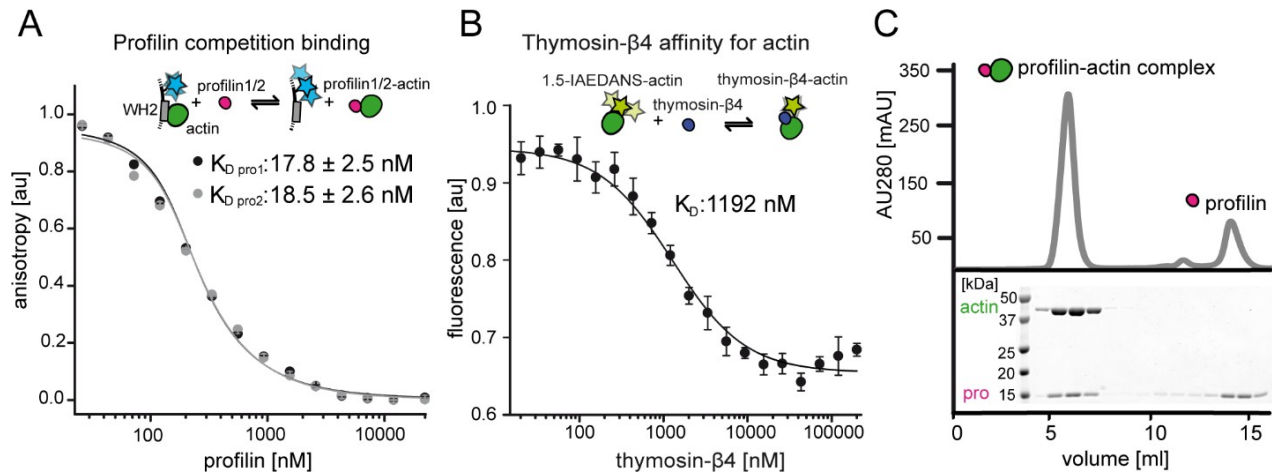 A
Profilin competition binding
profilin1/2
profilin1/2-actin
WH2
+
+
actin
K_D pro1:17.8 ± 2.5 nM
K_D pro2:18.5 ± 2.6 nM
anisotropy [au]
1.0
0.8
0.6
0.4
0.2
0.0
100
1000
10000
profilin [nM]
B
Thymosin-β4 affinity for actin
1.5-IAEDANS-actin
thymosin-β4-actin
thymosin-β4
+
K_D:1192 nM
fluorescence [au]
1.0
0.9
0.8
0.7
0.6
100
1000
10000
100000
thymosin-β4 [nM]
C
profilin-actin complex
profilin
AU280 [mAU]
350
250
150
50
[kDa]
50
37
25
20
15
actin
pro
0
5
10
15
volume [ml]